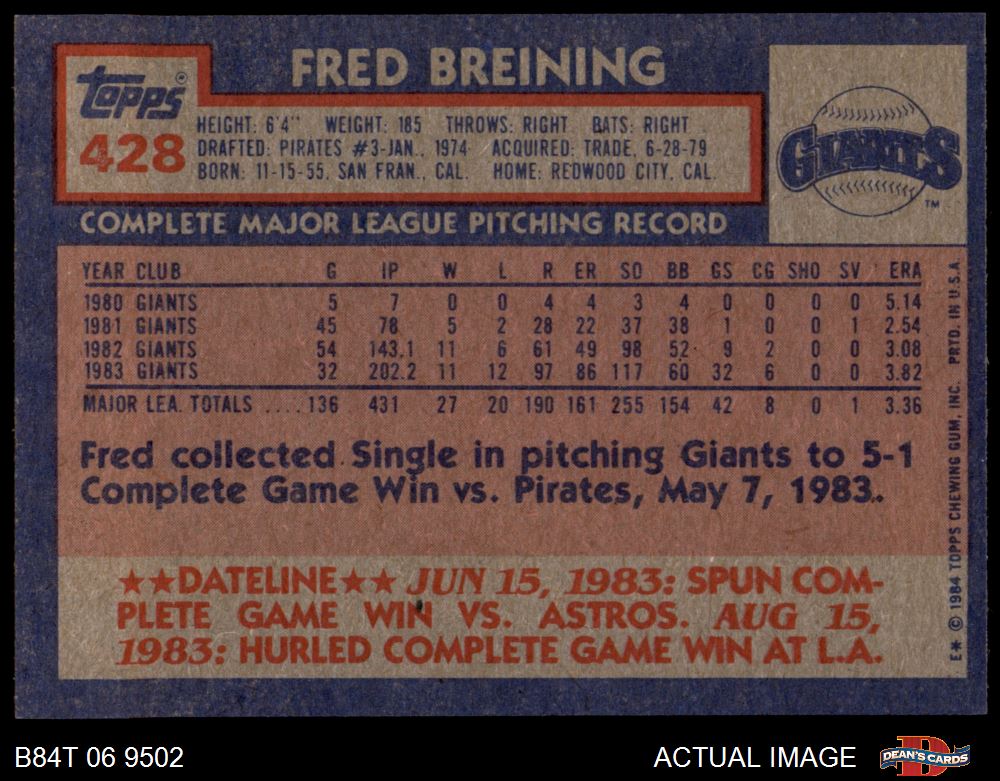 FRED BREINING
Topps ®
428
HEIGHT: 6'4" WEIGHT: 185 THROWS: RIGHT BATS: RIGHT
DRAFTED: PIRATES #3-JAN., 1974 ACQUIRED: TRADE, 6-28-79
BORN: 11-15-55, SAN FRAN., CAL. HOME: REDWOOD CITY, CAL.
GIANTS
TM
COMPLETE MAJOR LEAGUE PITCHING RECORD
YEAR CLUB G IP W L R ER SO BB GS CG SHO SV ERA
1980 GIANTS 5 7 0 0 4 4 3 4 0 0 0 0 5.14
1981 GIANTS 45 78 5 2 28 22 37 38 1 0 0 1 2.54
1982 GIANTS 54 143.1 11 6 61 49 98 52 9 2 0 0 3.08
1983 GIANTS 32 202.2 11 12 97 86 117 60 32 6 0 0 3.82
MAJOR LEA. TOTALS ....136 431 27 20 190 161 255 154 42 8 0 1 3.36
Fred collected Single in pitching Giants to 5-1
Complete Game Win vs. Pirates, May 7, 1983.
★★DATELINE★★ JUN 15, 1983: SPUN COM-
PLETE GAME WIN VS. ASTROS. AUG 15,
1983: HURLED COMPLETE GAME WIN AT L.A.
E* © 1984 TOPPS CHEWING GUM, INC. PRTD. IN U.S.A.
B84T 06 9502
ACTUAL IMAGE
D
DEAN'S CARDS